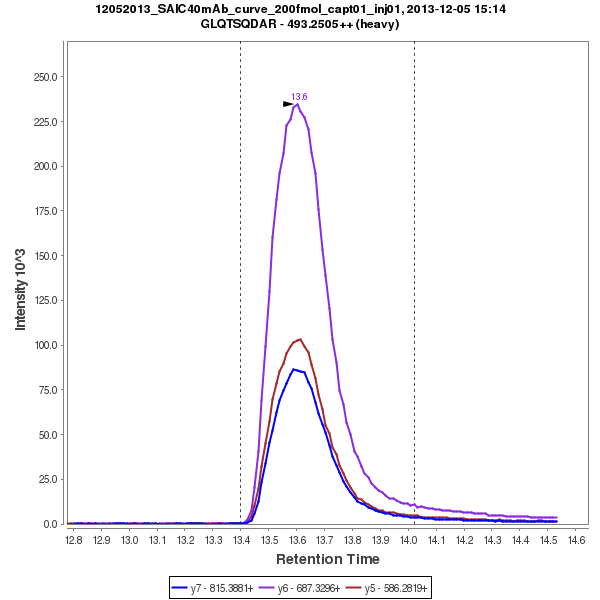 12052013_SAIC40mAb_curve_200fmol_capt01_inj01, 2013-12-05 15:14
GLQTSQDAR - 493.2505++ (heavy)
13.6
Intensity 10^3
250.0
225.0
200.0
175.0
150.0
125.0
100.0
75.0
50.0
25.0
0.0
12.8 12.9 13.0 13.1 13.2 13.3 13.4 13.5 13.6 13.7 13.8 13.9 14.0 14.1 14.2 14.3 14.4 14.5 14.6
Retention Time
y7 - 815.3881+ y6 - 687.3296+ y5 - 586.2819+